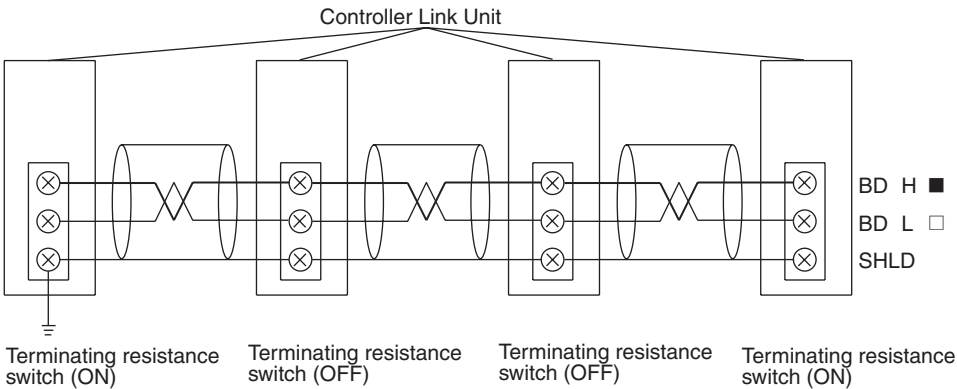 Controller Link Unit
BD H ■
BD L □
SHLD
Terminating resistance
switch (ON)
Terminating resistance
switch (OFF)
Terminating resistance
switch (OFF)
Terminating resistance
switch (ON)